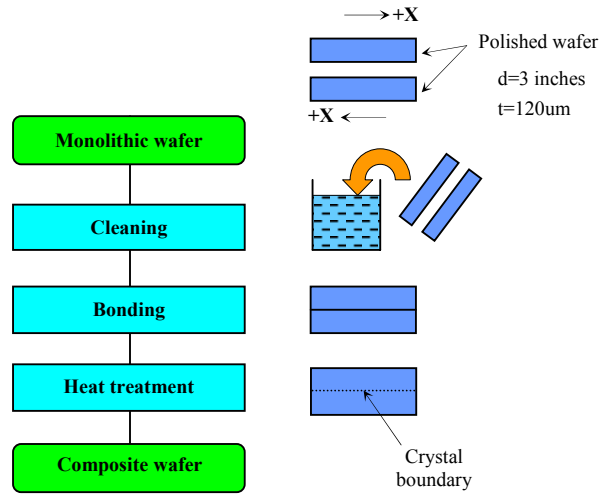 +X
Polished wafer
d=3 inches
t=120um
+X
Monolithic wafer
Cleaning
Bonding
Heat treatment
Crystal
boundary
Composite wafer